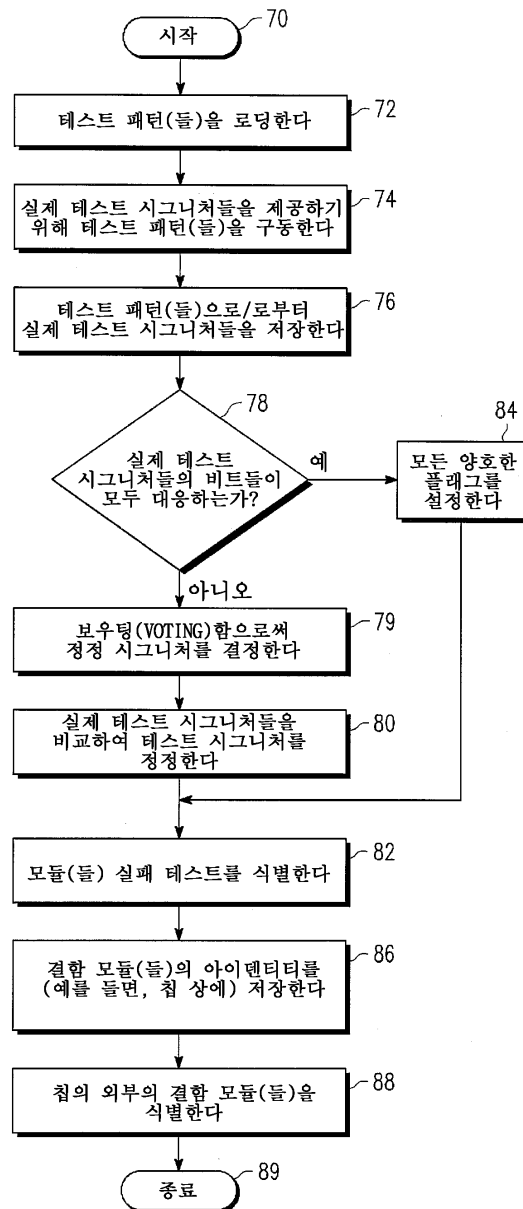 시작
70
테스트 패턴(들)을 로딩한다
72
실제 테스트 시그니처들을 제공하기
위해 테스트 패턴(들)을 구동한다
74
테스트 패턴(들)으로/로부터
실제 테스트 시그니처들을 저장한다
76
78
실제 테스트
시그니처들의 비트들이
모두 대응하는가?
예
84
모든 양호한
플래그를
설정한다
아니오
보우팅(VOTING)함으로써
정정 시그니처를 결정한다
79
실제 테스트 시그니처들을
비교하여 테스트 시그니처를
정정한다
80
모듈(들) 실패 테스트를 식별한다
82
결함 모듈(들)의 아이덴티티를
(예를 들면, 칩 상에) 저장한다
86
칩의 외부의 결함 모듈(들)을
식별한다
88
종료
89